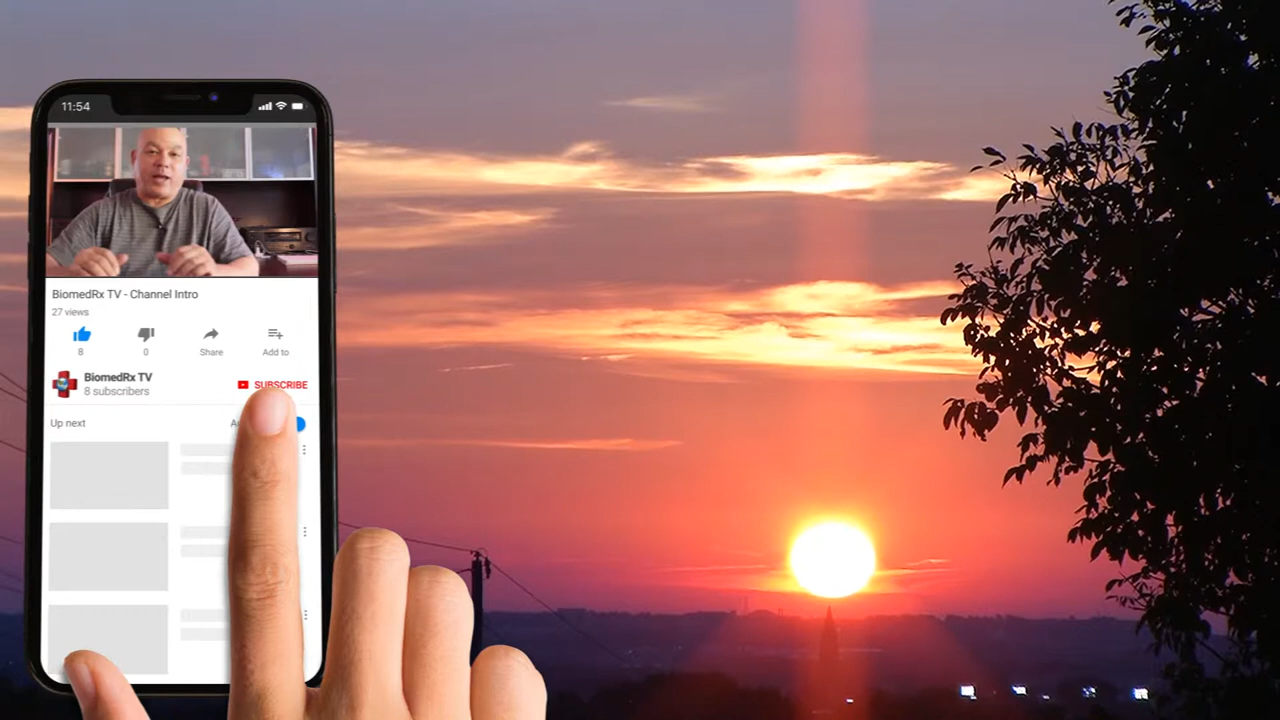 11:54
BiomedRx TV - Channel Intro
27 views
8
0
Share
Add to
BiomedRx TV
8 subscribers
SUBSCRIBE
Up next